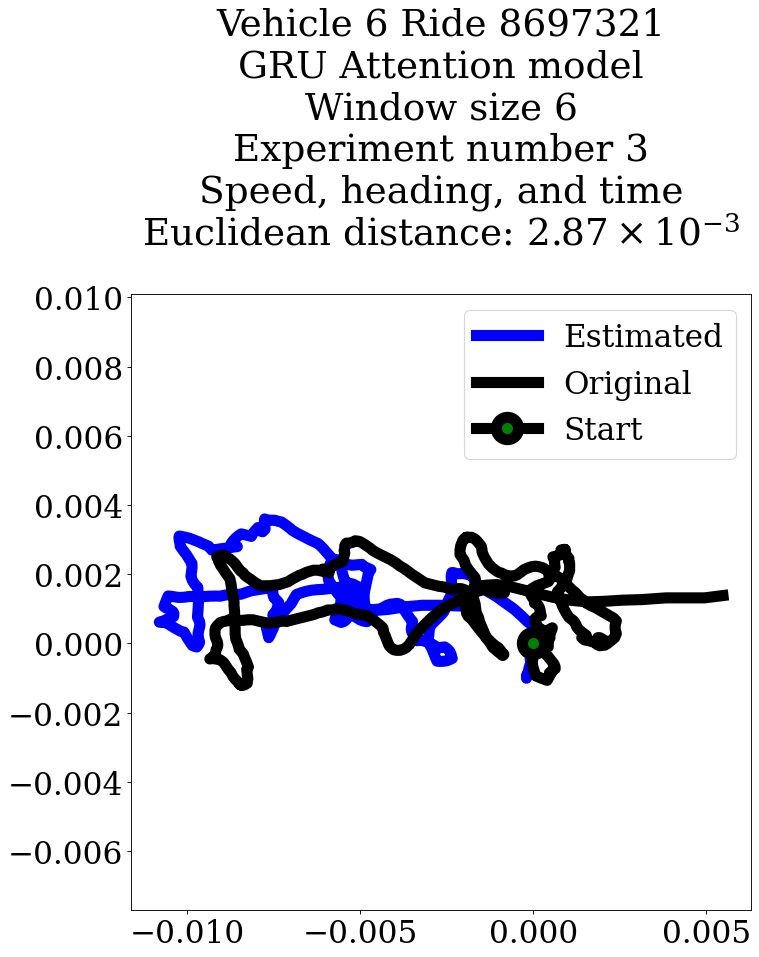 Vehicle 6 Ride 8697321
GRU Attention model
Window size 6
Experiment number 3
Speed, heading, and time
Euclidean distance: 2.87 × 10⁻³
Estimated
Original
Start
0.010
0.008
0.006
0.004
0.002
0.000
−0.002
−0.004
−0.006
−0.010 −0.005 0.000 0.005